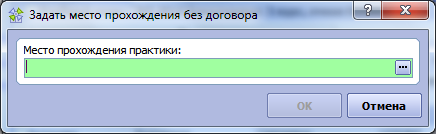 Задать место прохождения без договора
Место прохождения практики:
...
ОК
Отмена